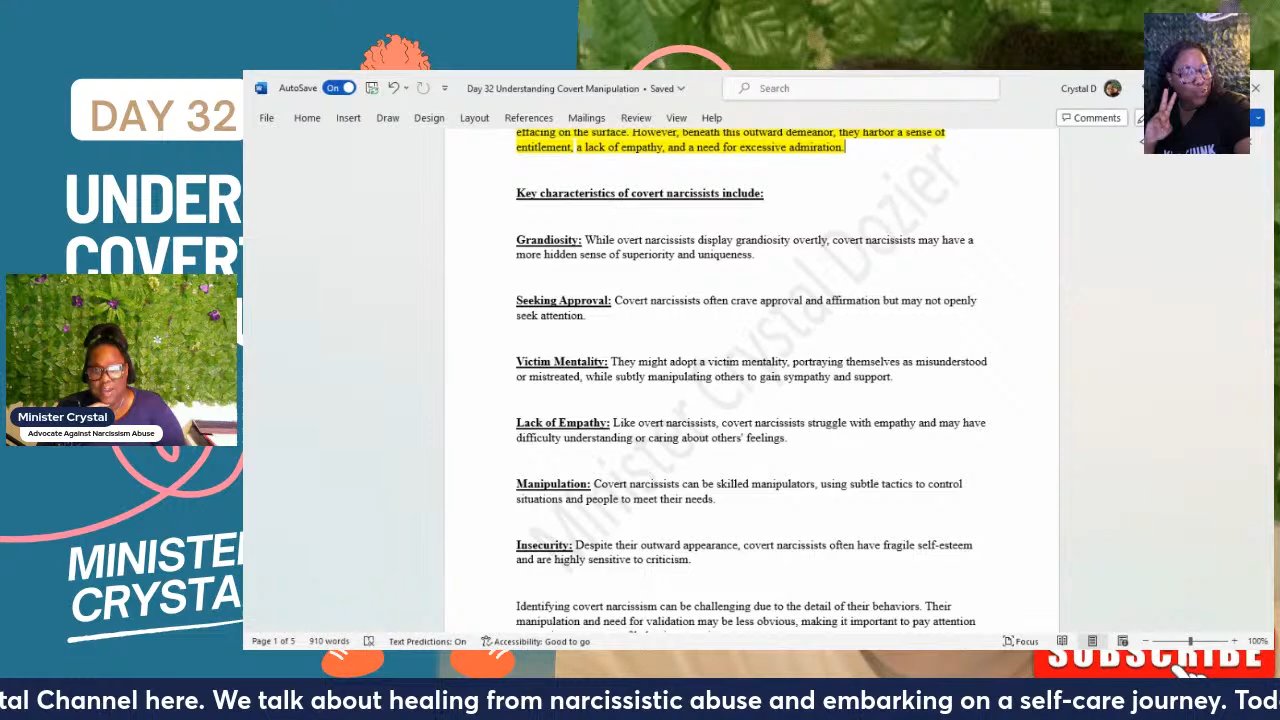 DAY 32
UNDER
COVERT
MINISTE
CRYSTA
AutoSave On
Day 32 Understanding Covert Manipulation • Saved
Search
Crystal D
File Home Insert Draw Design Layout References Mailings Review View Help
Comments
effacing on the surface. However, beneath this outward demeanor, they harbor a sense of
entitlement, a lack of empathy, and a need for excessive admiration.
Key characteristics of covert narcissists include:
Grandiosity: While overt narcissists display grandiosity overtly, covert narcissists may have a
more hidden sense of superiority and uniqueness.
Seeking Approval: Covert narcissists often crave approval and affirmation but may not openly
seek attention.
Victim Mentality: They might adopt a victim mentality, portraying themselves as misunderstood
or mistreated, while subtly manipulating others to gain sympathy and support.
Lack of Empathy: Like overt narcissists, covert narcissists struggle with empathy and may have
difficulty understanding or caring about others' feelings.
Manipulation: Covert narcissists can be skilled manipulators, using subtle tactics to control
situations and people to meet their needs.
Insecurity: Despite their outward appearance, covert narcissists often have fragile self-esteem
and are highly sensitive to criticism.
Identifying covert narcissism can be challenging due to the detail of their behaviors. Their
manipulation and need for validation may be less obvious, making it important to pay attention
Minister Crystal Dozier
Minister Crystal
Advocate Against Narcissism Abuse
Page 1 of 5 910 words Text Predictions: On Accessibility: Good to go
Focus
100%
SUBSCRIBE
tal Channel here. We talk about healing from narcissistic abuse and embarking on a self-care journey. Tod